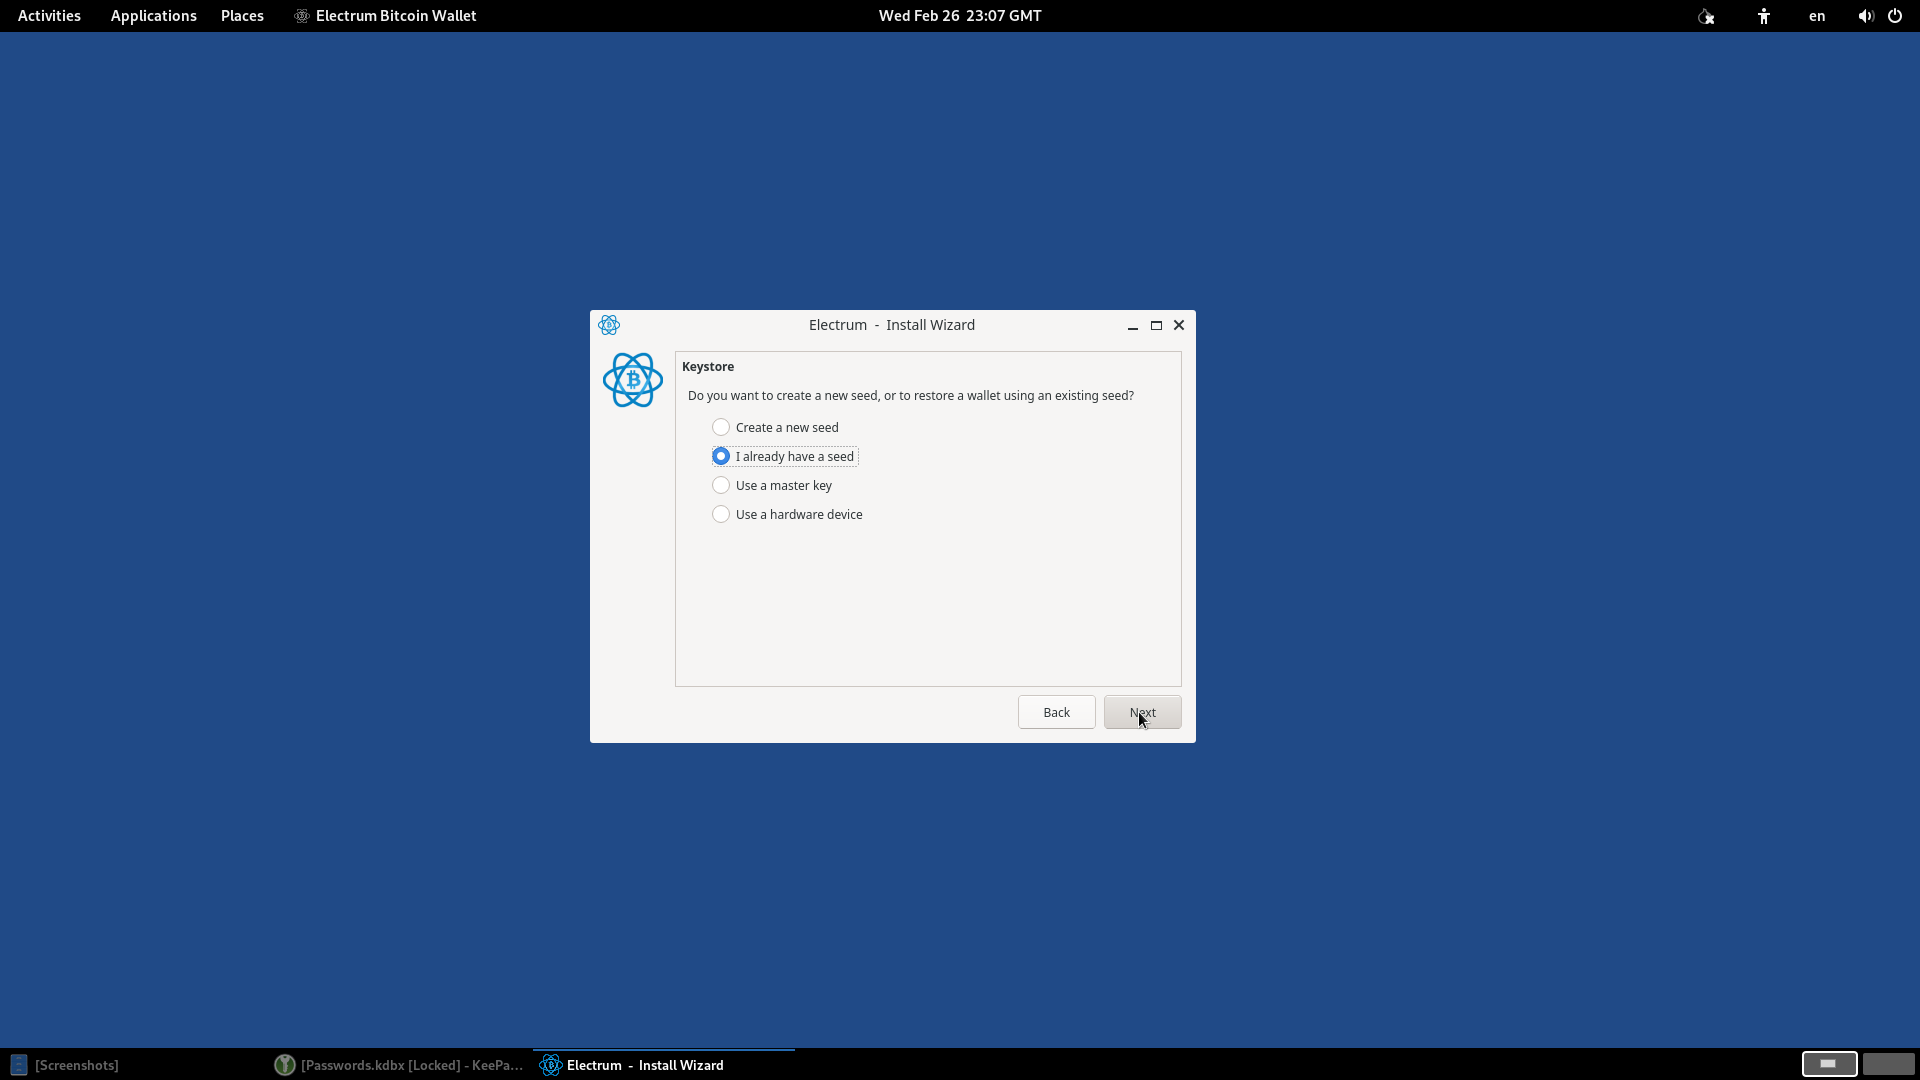 Activities Applications Places Electrum Bitcoin Wallet Wed Feb 26 23:07 GMT en
Electrum - Install Wizard
Keystore
Do you want to create a new seed, or to restore a wallet using an existing seed?
Create a new seed
I already have a seed
Use a master key
Use a hardware device
Back Next
[Screenshots] [Passwords.kdbx [Locked] - KeePa... Electrum - Install Wizard